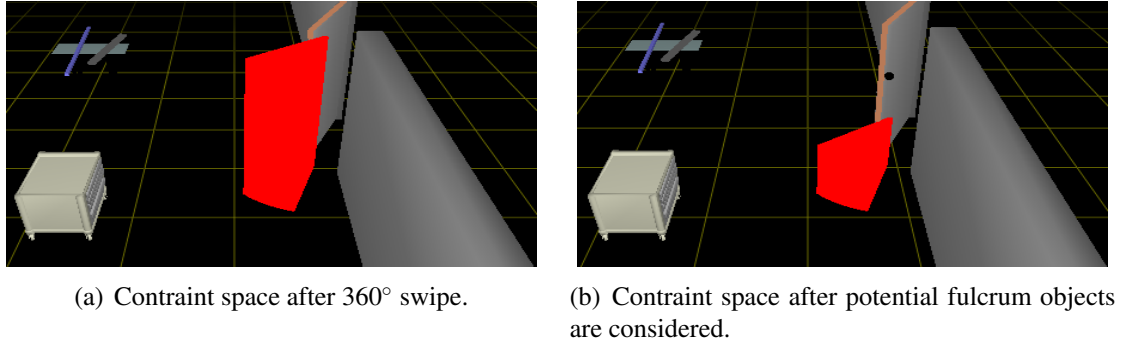 (a) Contraint space after 360° swipe.
(b) Contraint space after potential fulcrum objects
are considered.